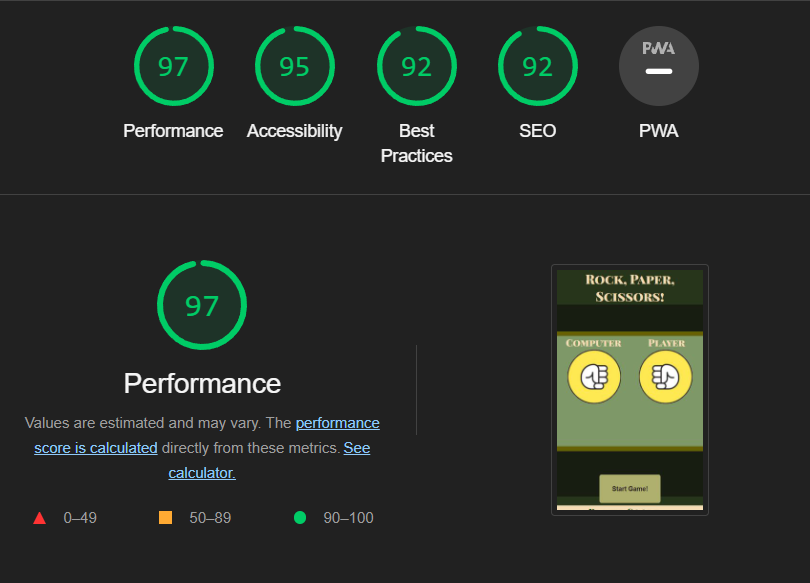 97
95
92
92
PWA
Performance
Accessibility
Best
Practices
SEO
PWA
97
Performance
Values are estimated and may vary. The performance
score is calculated directly from these metrics. See
calculator.
0–49
50–89
90–100
Rock, Paper,
Scissors!
Computer
Player
Start Game!